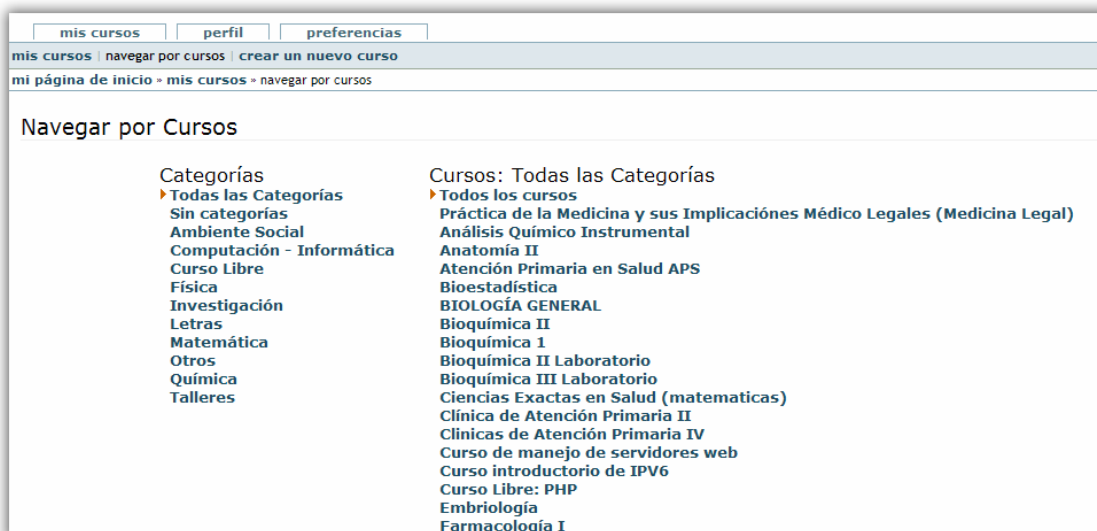 mis cursos perfil preferencias
mis cursos | navegar por cursos | crear un nuevo curso
mi página de inicio » mis cursos » navegar por cursos
Navegar por Cursos
Categorías
Todas las Categorías
Sin categorías
Ambiente Social
Computación - Informática
Curso Libre
Física
Investigación
Letras
Matemática
Otros
Química
Talleres
Cursos: Todas las Categorías
Todos los cursos
Práctica de la Medicina y sus Implicaciónes Médico Legales (Medicina Legal)
Análisis Químico Instrumental
Anatomía II
Atención Primaria en Salud APS
Bioestadística
BIOLOGÍA GENERAL
Bioquímica II
Bioquímica 1
Bioquímica II Laboratorio
Bioquímica III Laboratorio
Ciencias Exactas en Salud (matematicas)
Clínica de Atención Primaria II
Clinicas de Atención Primaria IV
Curso de manejo de servidores web
Curso introductorio de IPV6
Curso Libre: PHP
Embriología
Farmacología I